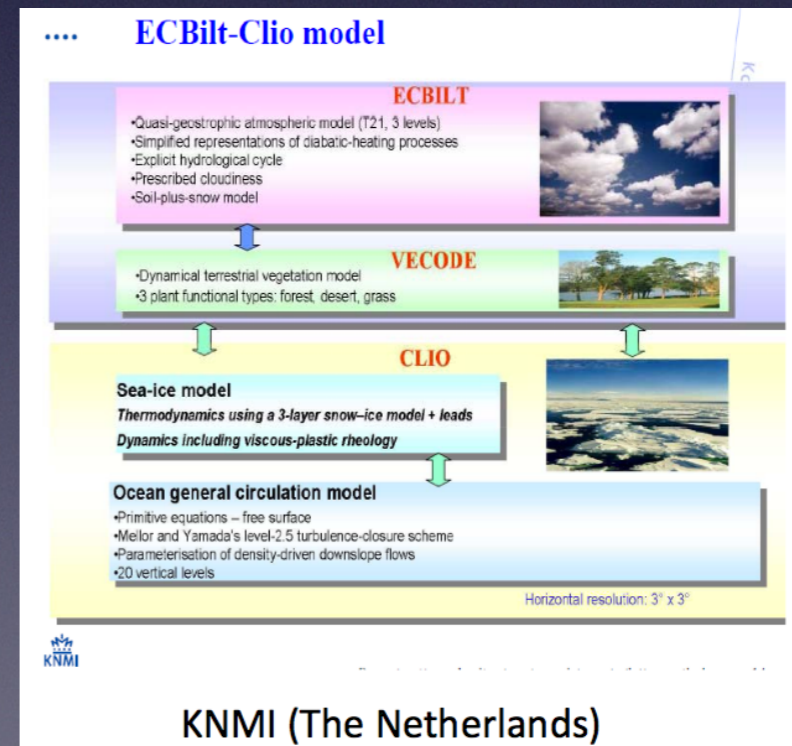 ECBilt-Clio model
ECBILT
•Quasi-geostrophic atmospheric model (T21, 3 levels)
•Simplified representations of diabatic-heating processes
•Explicit hydrological cycle
•Prescribed cloudiness
•Soil-plus-snow model
VECODE
•Dynamical terrestrial vegetation model
•3 plant functional types: forest, desert, grass
CLIO
Sea-ice model
Thermodynamics using a 3-layer snow–ice model + leads
Dynamics including viscous-plastic rheology
Ocean general circulation model
•Primitive equations – free surface
•Mellor and Yamada's level-2.5 turbulence-closure scheme
•Parameterisation of density-driven downslope flows
•20 vertical levels
Horizontal resolution: 3° x 3°
KNMI
KNMI (The Netherlands)